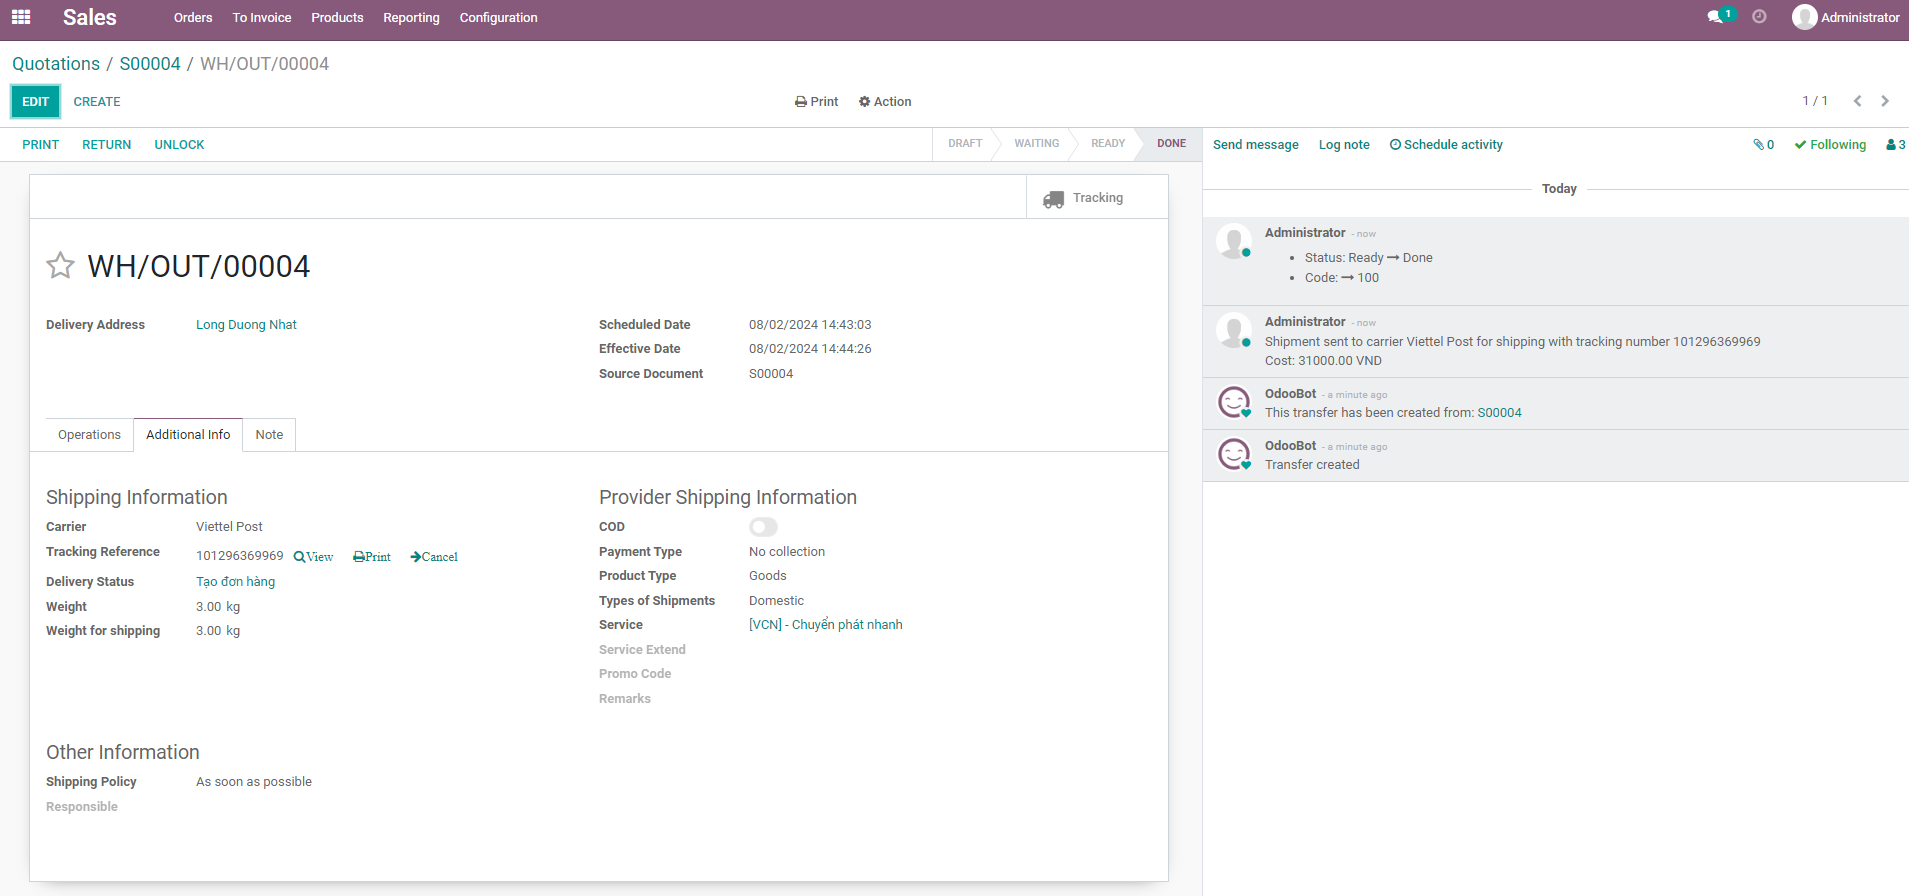 Sales Orders To Invoice Products Reporting Configuration 1 Administrator
Quotations / S00004 / WH/OUT/00004
EDIT CREATE Print Action 1 / 1
PRINT RETURN UNLOCK DRAFT WAITING READY DONE
Tracking
WH/OUT/00004
Delivery Address Long Duong Nhat
Scheduled Date 08/02/2024 14:43:03
Effective Date 08/02/2024 14:44:26
Source Document S00004
Operations Additional Info Note
Shipping Information
Carrier Viettel Post
Tracking Reference 101296369969 View Print Cancel
Delivery Status Tạo đơn hàng
Weight 3.00 kg
Weight for shipping 3.00 kg
Provider Shipping Information
COD
Payment Type No collection
Product Type Goods
Types of Shipments Domestic
Service [VCN] - Chuyển phát nhanh
Service Extend
Promo Code
Remarks
Other Information
Shipping Policy As soon as possible
Responsible
Send message Log note Schedule activity 0 Following 3
Today
Administrator - now
• Status: Ready → Done
• Code: → 100
Administrator - now
Shipment sent to carrier Viettel Post for shipping with tracking number 101296369969
Cost: 31000.00 VND
OdooBot - a minute ago
This transfer has been created from: S00004
OdooBot - a minute ago
Transfer created